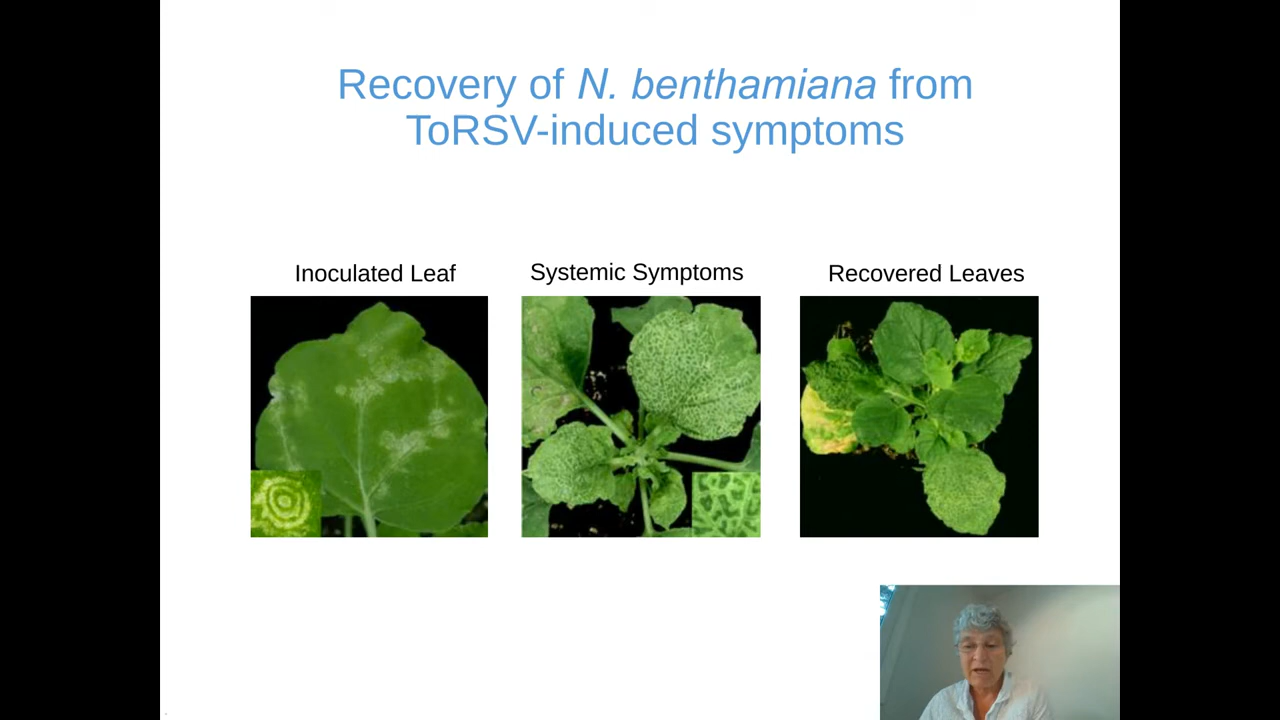 Recovery of N. benthamiana from
ToRSV-induced symptoms
Inoculated Leaf
Systemic Symptoms
Recovered Leaves